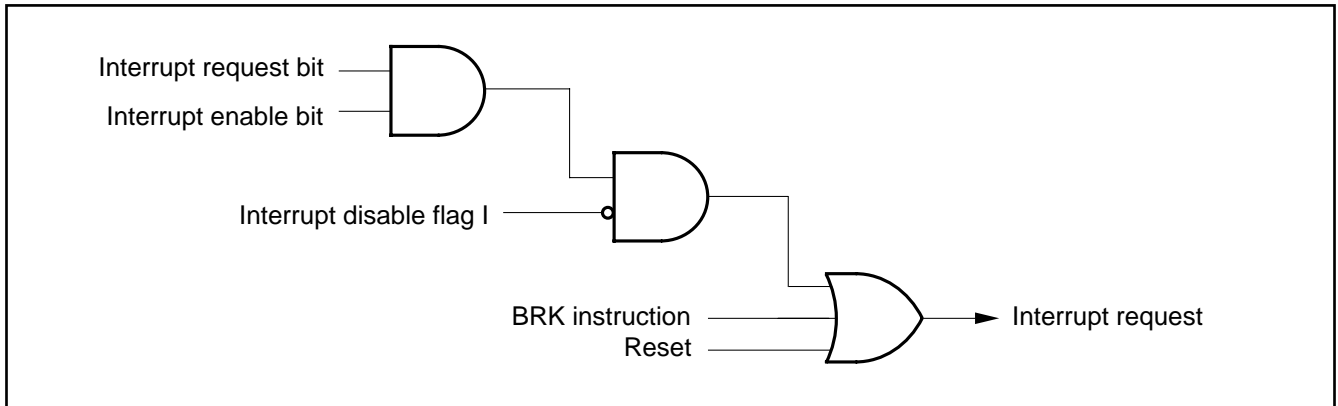 Interrupt request bit
Interrupt enable bit
Interrupt disable flag I
BRK instruction
Reset
Interrupt request